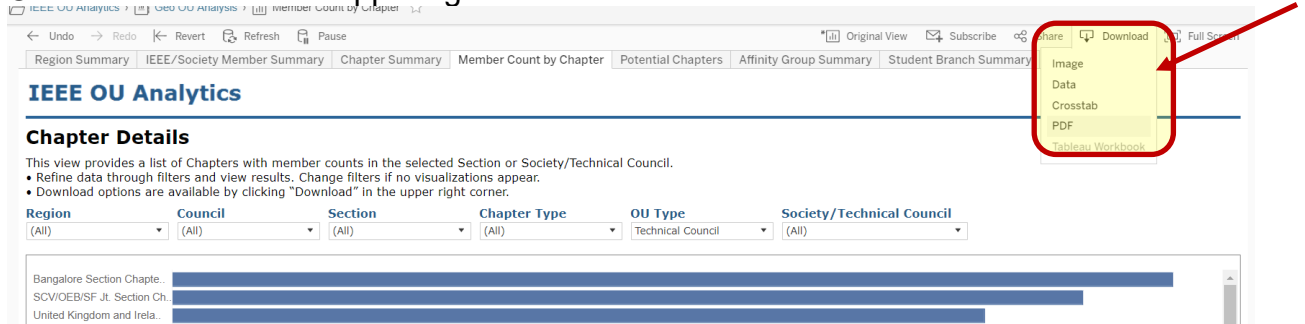 IEEE OU Analytics / Geo OU Analysis / Member Count by Chapter
Undo Redo Revert Refresh Pause Original View Subscribe Share Download Full Screen
Region Summary IEEE/Society Member Summary Chapter Summary Member Count by Chapter Potential Chapters Affinity Group Summary Student Branch Summary
Image
Data
Crosstab
PDF
Tableau Workbook
IEEE OU Analytics
Chapter Details
This view provides a list of Chapters with member counts in the selected Section or Society/Technical Council.
• Refine data through filters and view results. Change filters if no visualizations appear.
• Download options are available by clicking "Download" in the upper right corner.
Region Council Section Chapter Type OU Type Society/Technical Council
(All) (All) (All) (All) Technical Council (All)
Bangalore Section Chapte..
SCV/OEB/SF Jt. Section Ch..
United Kingdom and Irela..